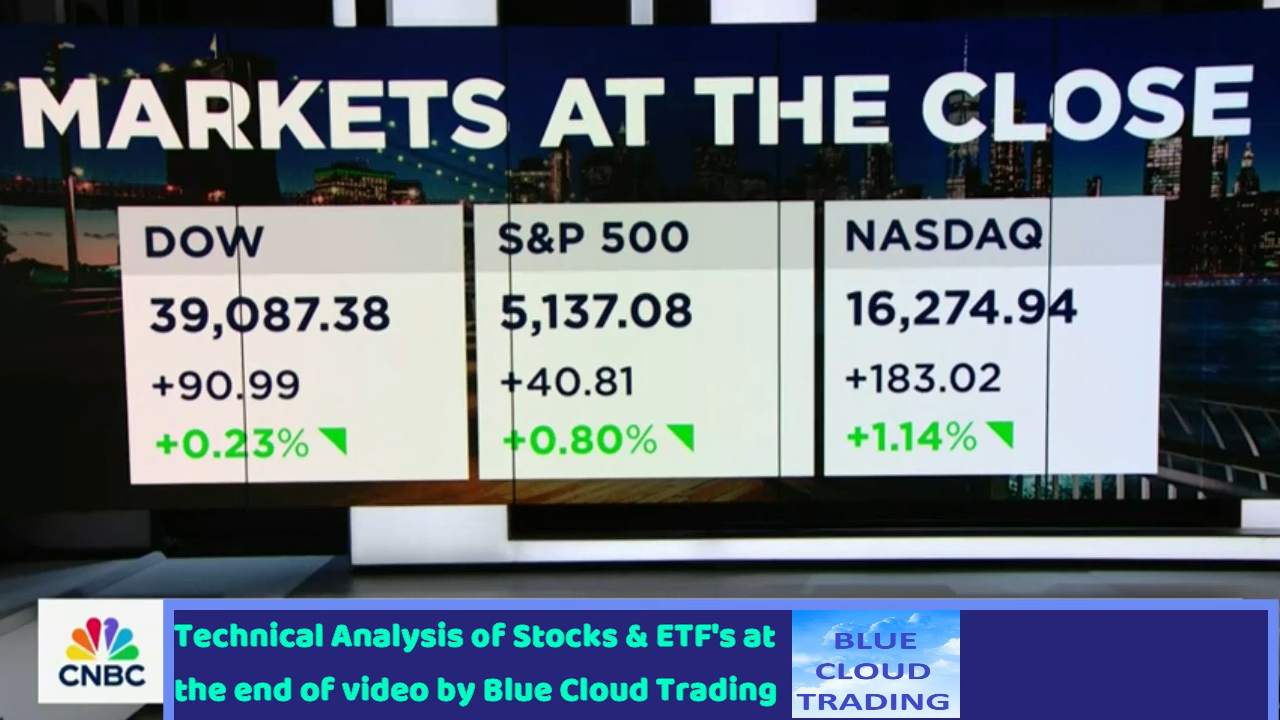 MARKETS AT THE CLOSE
DOW
39,087.38
+90.99
+0.23%
S&P 500
5,137.08
+40.81
+0.80%
NASDAQ
16,274.94
+183.02
+1.14%
CNBC
Technical Analysis of Stocks & ETF's at
the end of video by Blue Cloud Trading
BLUE
CLOUD
TRADING